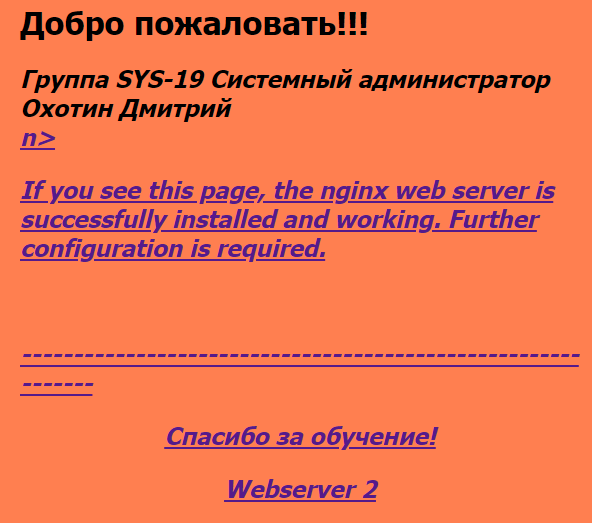 Добро пожаловать!!!
Группа SYS-19 Системный администратор
Охотин Дмитрий
n>
If you see this page, the nginx web server is
successfully installed and working. Further
configuration is required.
------------------------------------------------------
-------
Спасибо за обучение!
Webserver 2